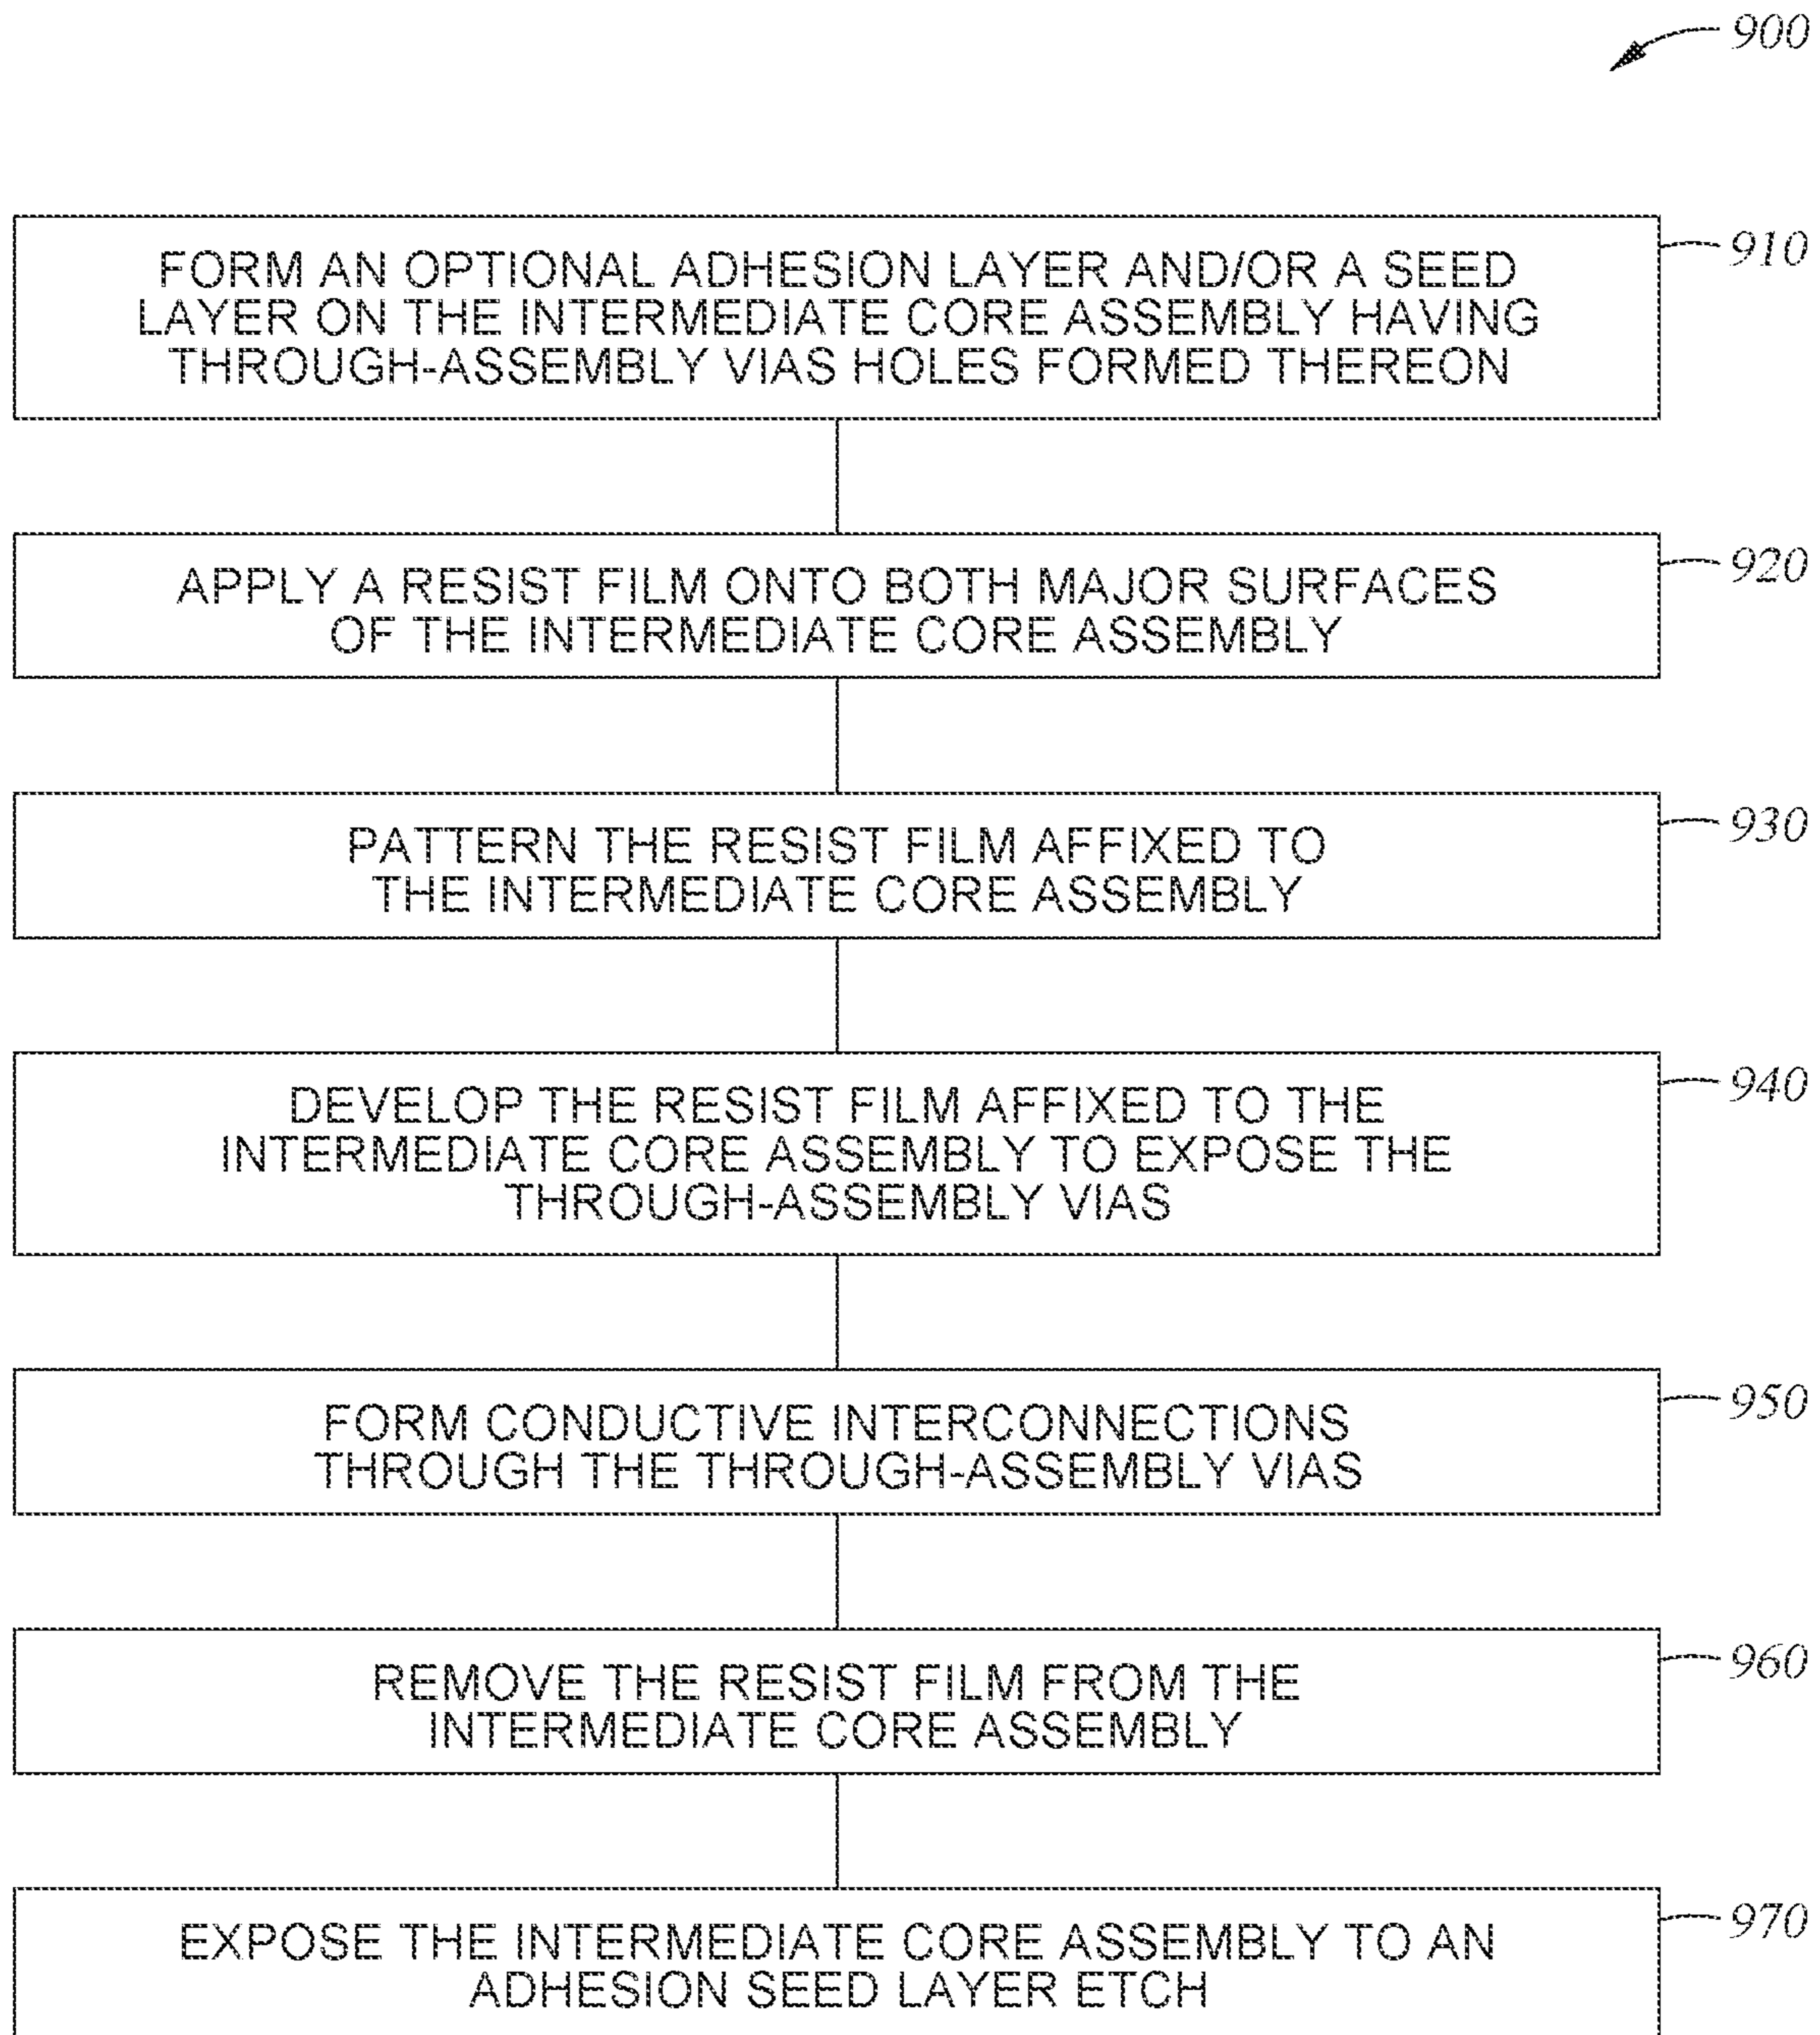 900
FORM AN OPTIONAL ADHESION LAYER AND/OR A SEED
LAYER ON THE INTERMEDIATE CORE ASSEMBLY HAVING
THROUGH-ASSEMBLY VIAS HOLES FORMED THEREON
910
APPLY A RESIST FILM ONTO BOTH MAJOR SURFACES
OF THE INTERMEDIATE CORE ASSEMBLY
920
PATTERN THE RESIST FILM AFFIXED TO
THE INTERMEDIATE CORE ASSEMBLY
930
DEVELOP THE RESIST FILM AFFIXED TO THE
INTERMEDIATE CORE ASSEMBLY TO EXPOSE THE
THROUGH-ASSEMBLY VIAS
940
FORM CONDUCTIVE INTERCONNECTIONS
THROUGH THE THROUGH-ASSEMBLY VIAS
950
REMOVE THE RESIST FILM FROM THE
INTERMEDIATE CORE ASSEMBLY
960
EXPOSE THE INTERMEDIATE CORE ASSEMBLY TO AN
ADHESION SEED LAYER ETCH
970